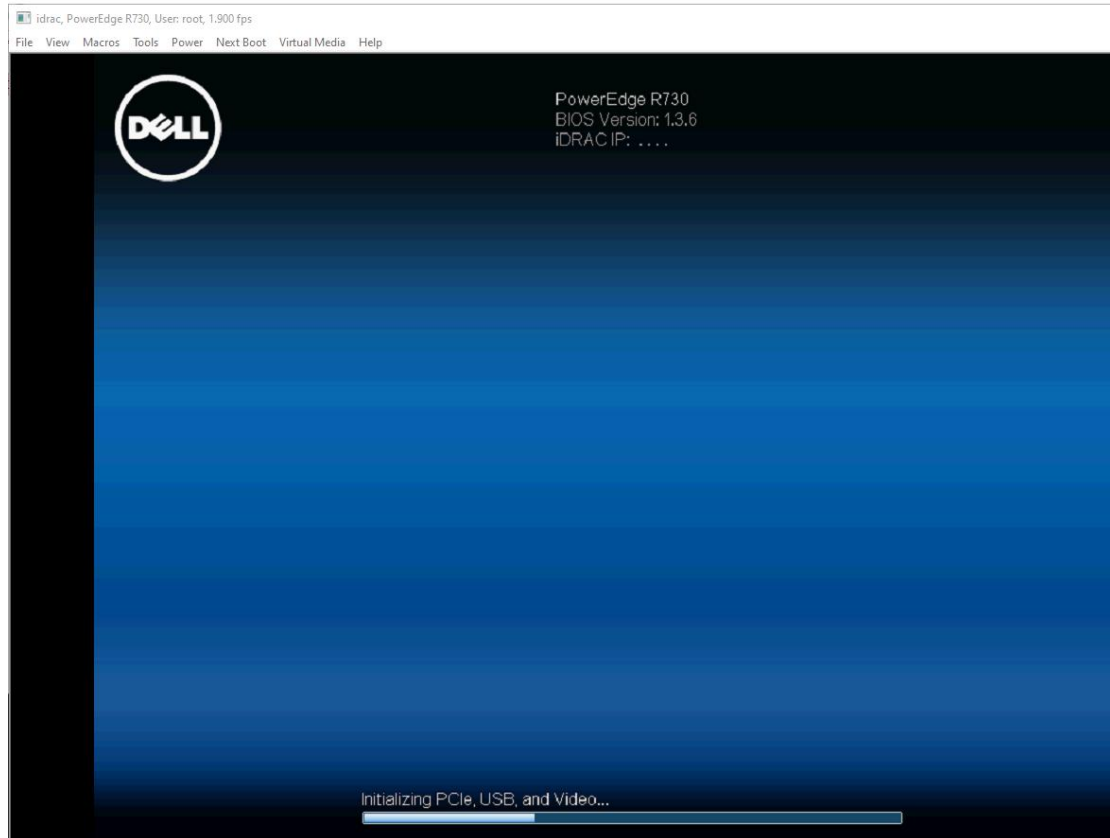 idrac, PowerEdge R730, User: root, 1.900 fps
File View Macros Tools Power Next Boot Virtual Media Help
DELL
PowerEdge R730
BIOS Version: 1.3.6
iDRAC IP: . . . .
Initializing PCIe, USB, and Video...